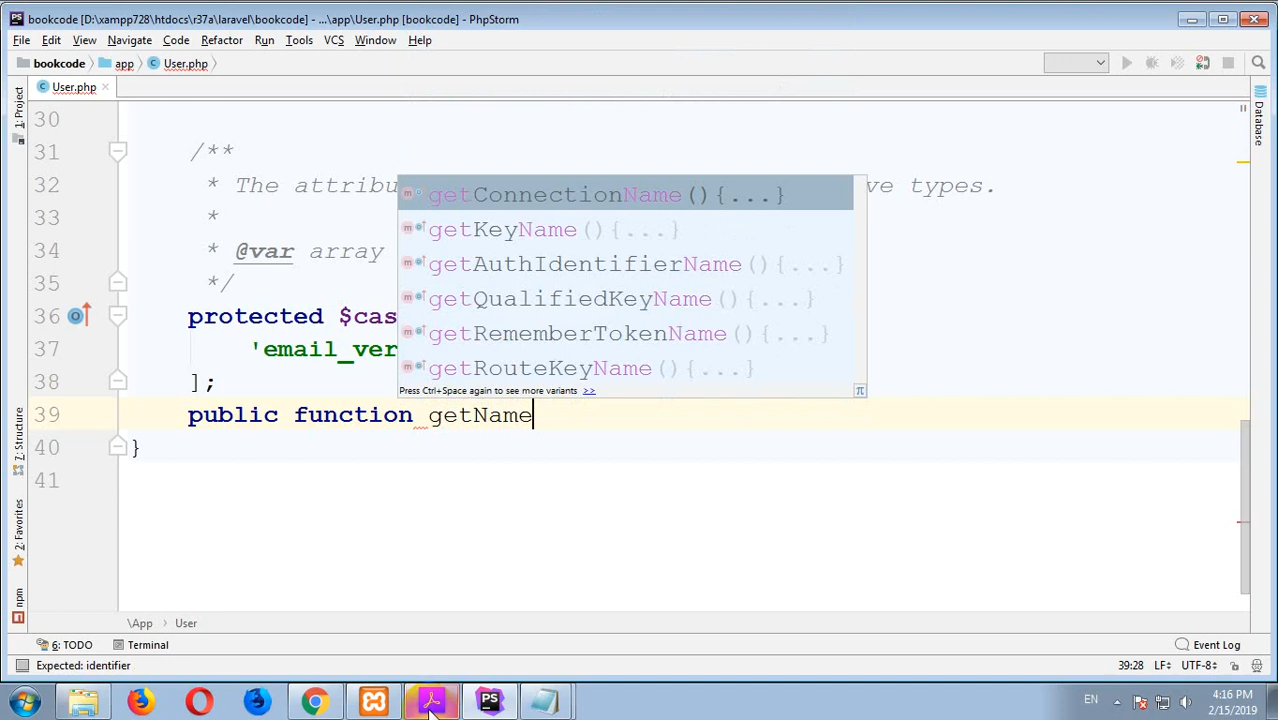 bookcode [D:\xampp728\htdocs\r37a\laravel\bookcode] - ...\app\User.php [bookcode] - PhpStorm
File Edit View Navigate Code Refactor Run Tools VCS Window Help
bookcode app User.php
User.php
1: Project
Database
30
31 /**
32 * The attribu ve types.
33 *
34 * @var array
35 */
36 protected $cas
37 'email_ver
38 ];
39 public function getName
40 }
41
getConnectionName(){...}
getKeyName(){...}
getAuthIdentifierName(){...}
getQualifiedKeyName(){...}
getRememberTokenName(){...}
getRouteKeyName(){...}
Press Ctrl+Space again to see more variants >> π
7: Structure
2: Favorites
npm
\App User
6: TODO Terminal Event Log
Expected: identifier 39:28 LF÷ UTF-8÷
PS EN 4:16 PM
2/15/2019